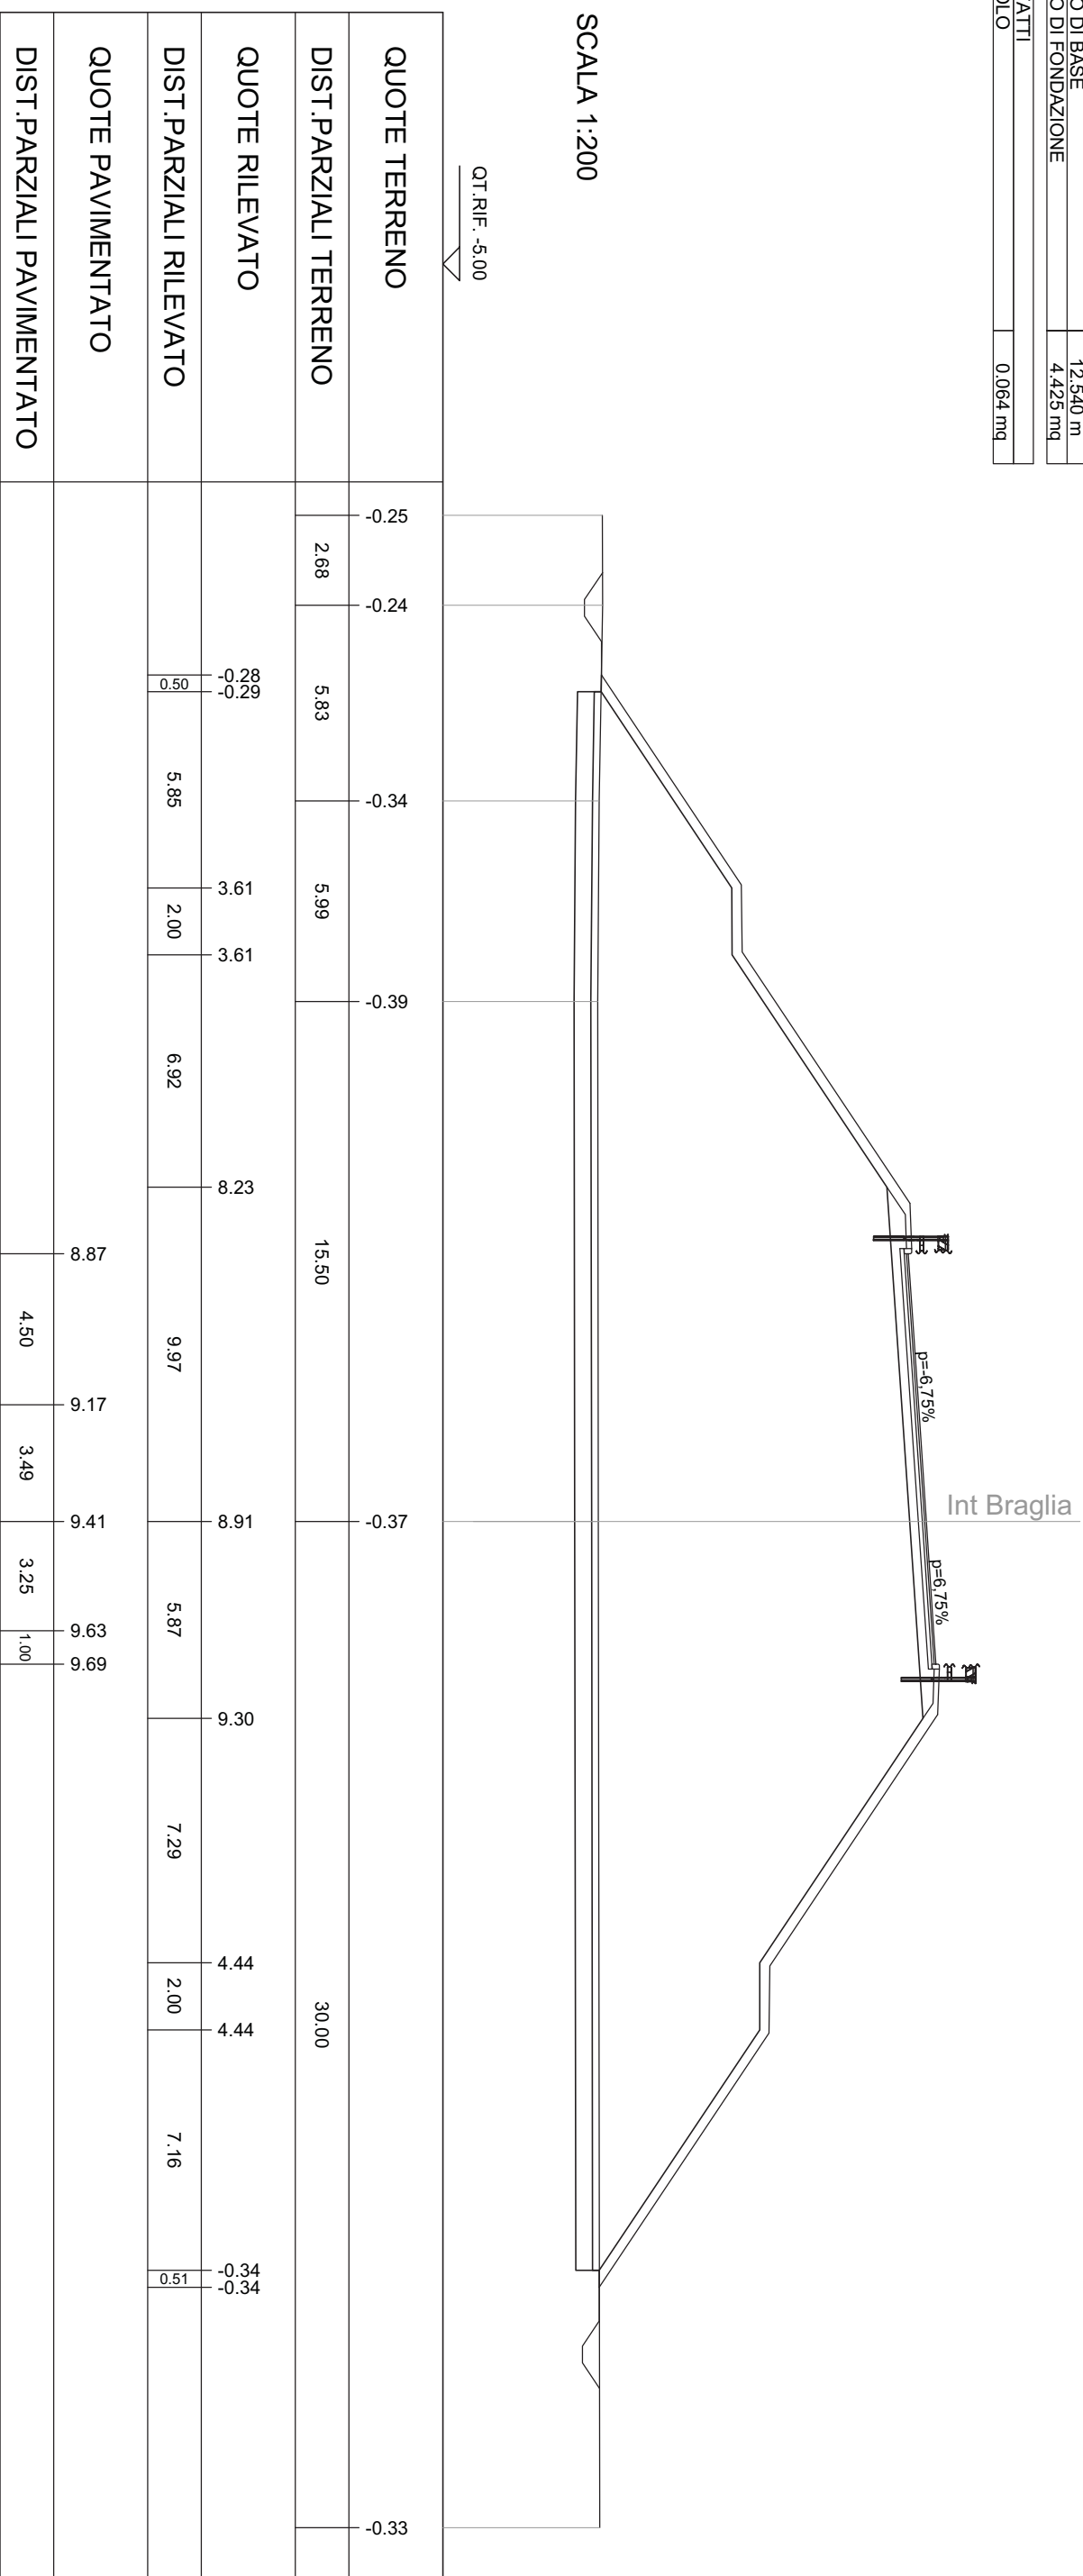 O DI BASE 12.540 m
O DI FONDAZIONE 4.425 mq
ATTI
OLO 0.064 mq
Int Braglia
p=-6,75% p=6,75%
SCALA 1:200
QT.RIF. -5.00
QUOTE TERRENO -0.25 -0.24 -0.34 -0.39 -0.37 -0.33
DIST.PARZIALI TERRENO 2.68 5.83 5.99 15.50 30.00
QUOTE RILEVATO -0.28 -0.29 3.61 3.61 8.23 8.91 9.30 4.44 4.44 -0.34 -0.34
DIST.PARZIALI RILEVATO 0.50 5.85 2.00 6.92 9.97 5.87 7.29 2.00 7.16 0.51
QUOTE PAVIMENTATO 8.87 9.17 9.41 9.63 9.69
DIST.PARZIALI PAVIMENTATO 4.50 3.49 3.25 1.00